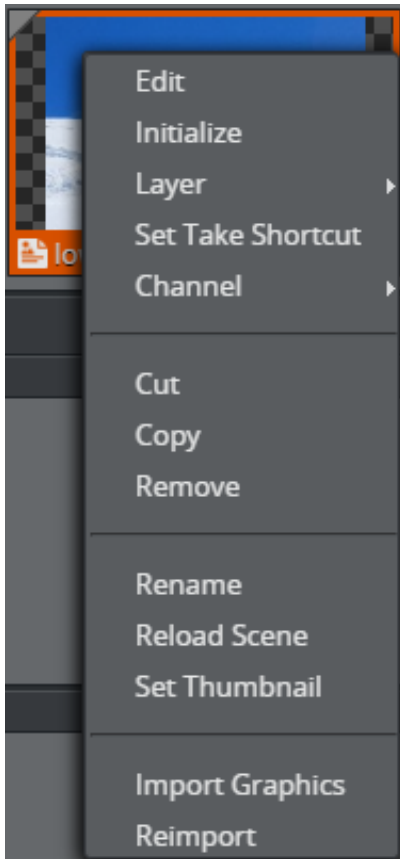 Edit
Initialize
Layer
Set Take Shortcut
Channel
Cut
Copy
Remove
Rename
Reload Scene
Set Thumbnail
Import Graphics
Reimport